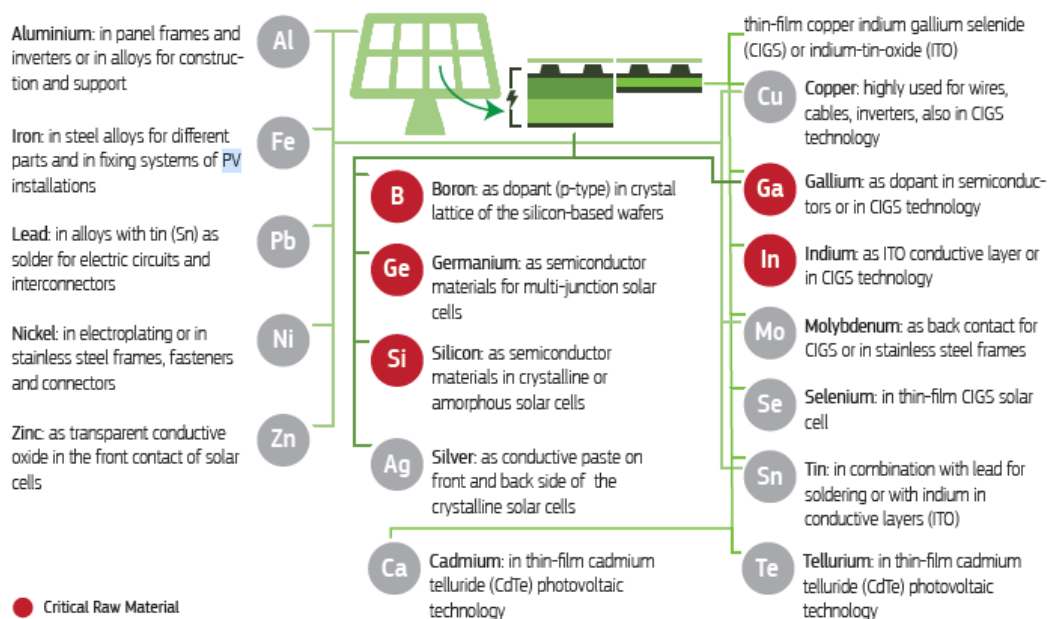 Aluminium: in panel frames and
inverters or in alloys for construc-
tion and support
Al
Iron: in steel alloys for different
parts and in fixing systems of PV
installations
Fe
Lead: in alloys with tin (Sn) as
solder for electric circuits and
interconnectors
Pb
Nickel: in electroplating or in
stainless steel frames, fasteners
and connectors
Ni
Zinc: as transparent conductive
oxide in the front contact of solar
cells
Zn
B
Boron: as dopant (p-type) in crystal
lattice of the silicon-based wafers
Ge
Germanium: as semiconductor
materials for multi-junction solar
cells
Si
Silicon: as semiconductor
materials in crystalline or
amorphous solar cells
Ag
Silver: as conductive paste on
front and back side of the
crystalline solar cells
Ca
Cadmium: in thin-film cadmium
telluride (CdTe) photovoltaic
technology
thin-film copper indium gallium selenide
(CIGS) or indium-tin-oxide (ITO)
Cu
Copper: highly used for wires,
cables, inverters, also in CIGS
technology
Ga
Gallium: as dopant in semiconduc-
tors or in CIGS technology
In
Indium: as ITO conductive layer or
in CIGS technology
Mo
Molybdenum: as back contact for
CIGS or in stainless steel frames
Se
Selenium: in thin-film CIGS solar
cell
Sn
Tin: in combination with lead for
soldering or with indium in
conductive layers (ITO)
Te
Tellurium: in thin-film cadmium
telluride (CdTe) photovoltaic
technology
Critical Raw Material